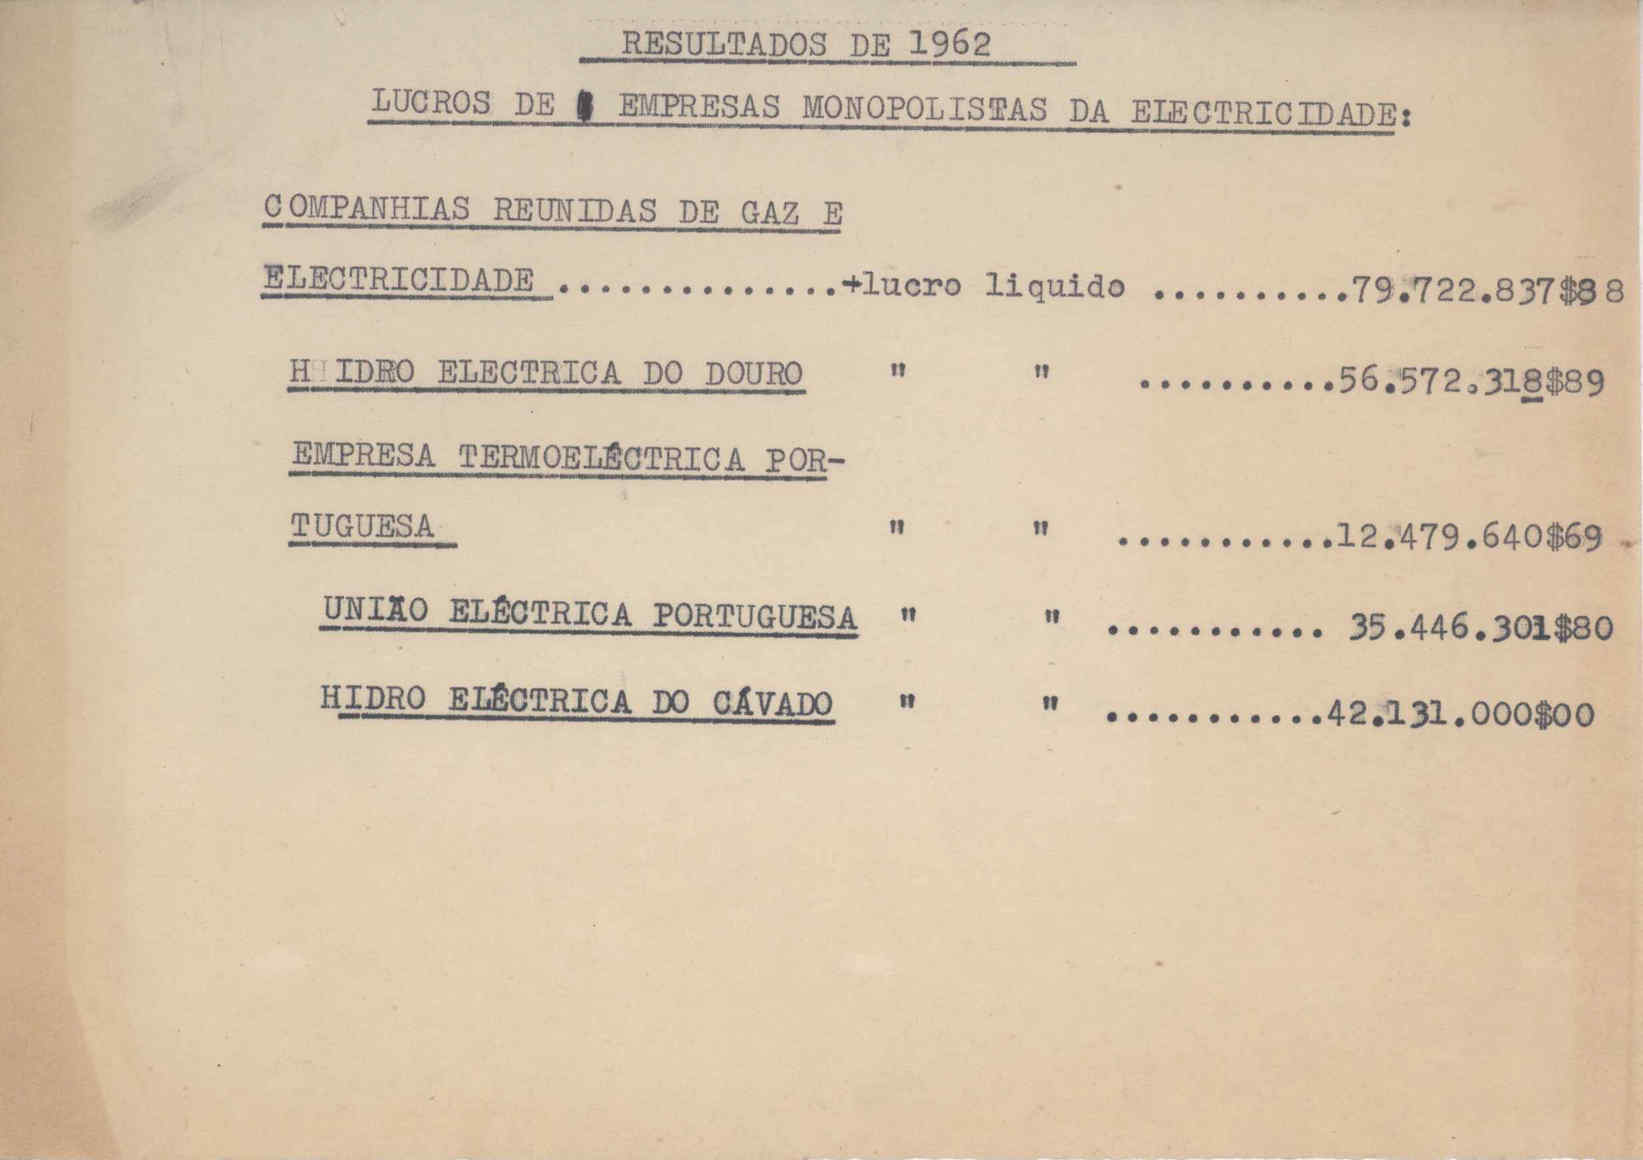 RESULTADOS DE 1962
LUCROS DE EMPRESAS MONOPOLISTAS DA ELECTRICIDADE:
COMPANHIAS REUNIDAS DE GAZ E
ELECTRICIDADE ..............+lucro liquido ..........79.722.837$88
HIDRO ELECTRICA DO DOURO " " ..........56.572.318$89
EMPRESA TERMOELÉCTRICA POR-
TUGUESA " " ...........12.479.640$69
UNIÃO ELÉCTRICA PORTUGUESA " " ........... 35.446.301$80
HIDRO ELÉCTRICA DO CÁVADO " " ...........42.131.000$00